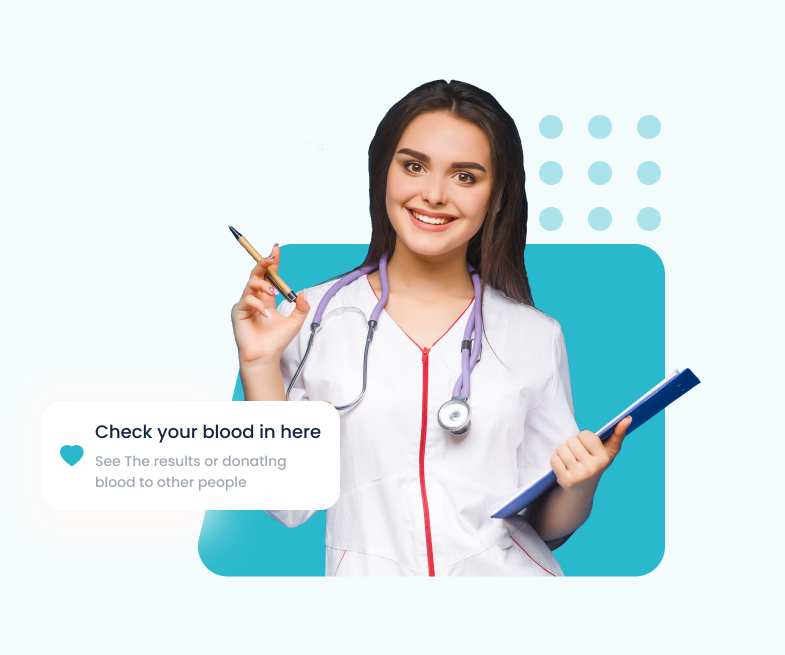 Check your blood in here
See The results or donating
blood to other people